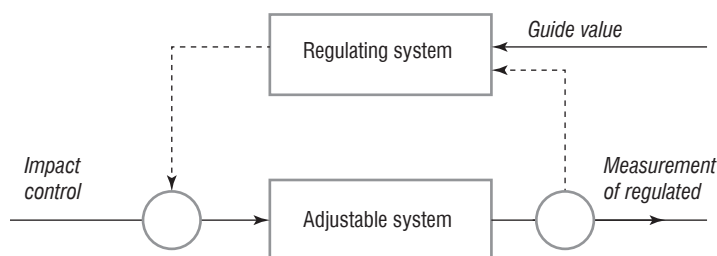 Guide value
Regulating system
Impact
control
Measurement
of regulated
Adjustable system